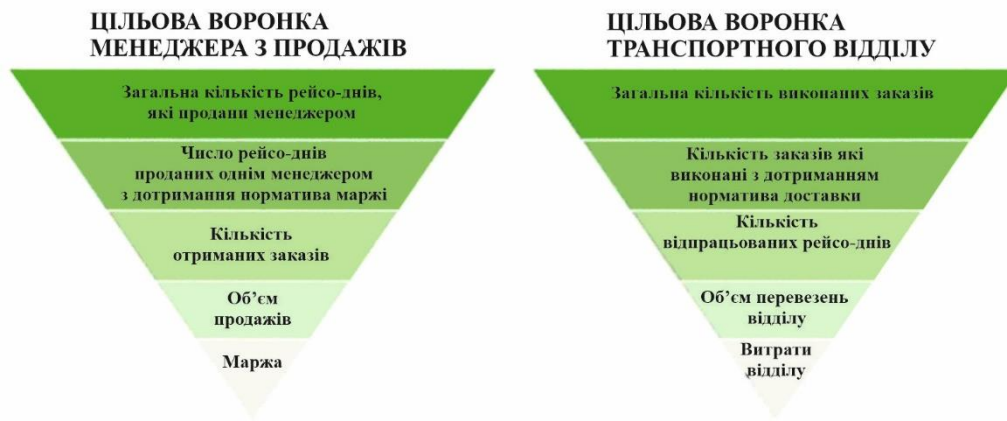 ЦІЛЬОВА ВОРОНКА
МЕНЕДЖЕРА З ПРОДАЖІВ
Загальна кількість рейсо-днів,
які продани менеджером
Число рейсо-днів
проданих однім менеджером
з дотримання норматива маржі
Кількість
отриманих заказів
Об’єм
продажів
Маржа
ЦІЛЬОВА ВОРОНКА
ТРАНСПОРТНОГО ВІДДІЛУ
Загальна кількість виконаних заказів
Кількість заказів які
виконані з дотриманням
норматива доставки
Кількість
відпрацьованих рейсо-днів
Об’єм перевезень
відділу
Витрати
відділу